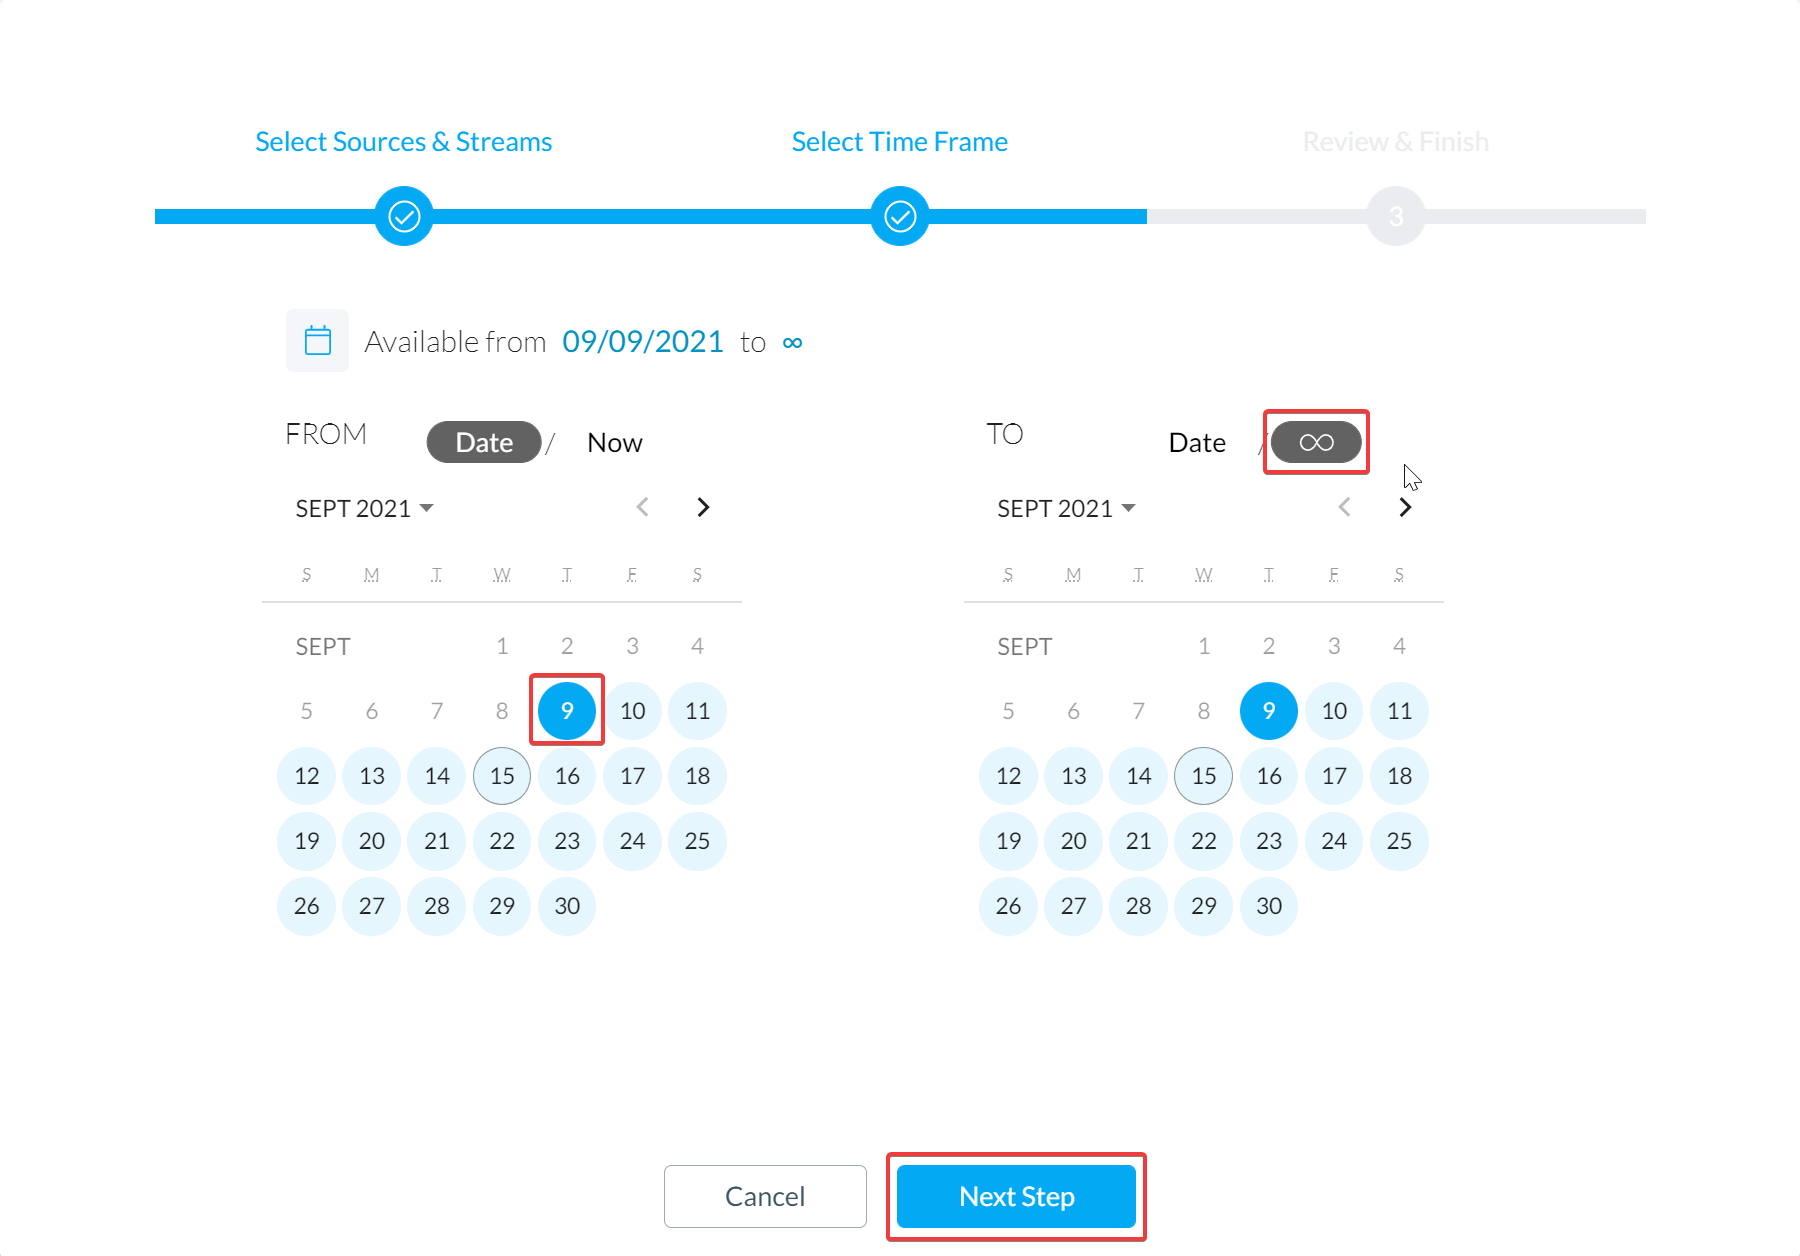 Select Sources & Streams Select Time Frame Review & Finish
3
Available from 09/09/2021 to ∞
FROM Date / Now
SEPT 2021
S M T W T F S
SEPT 1 2 3 4
5 6 7 8 9 10 11
12 13 14 15 16 17 18
19 20 21 22 23 24 25
26 27 28 29 30
TO Date / ∞
SEPT 2021
S M T W T F S
SEPT 1 2 3 4
5 6 7 8 9 10 11
12 13 14 15 16 17 18
19 20 21 22 23 24 25
26 27 28 29 30
Cancel Next Step